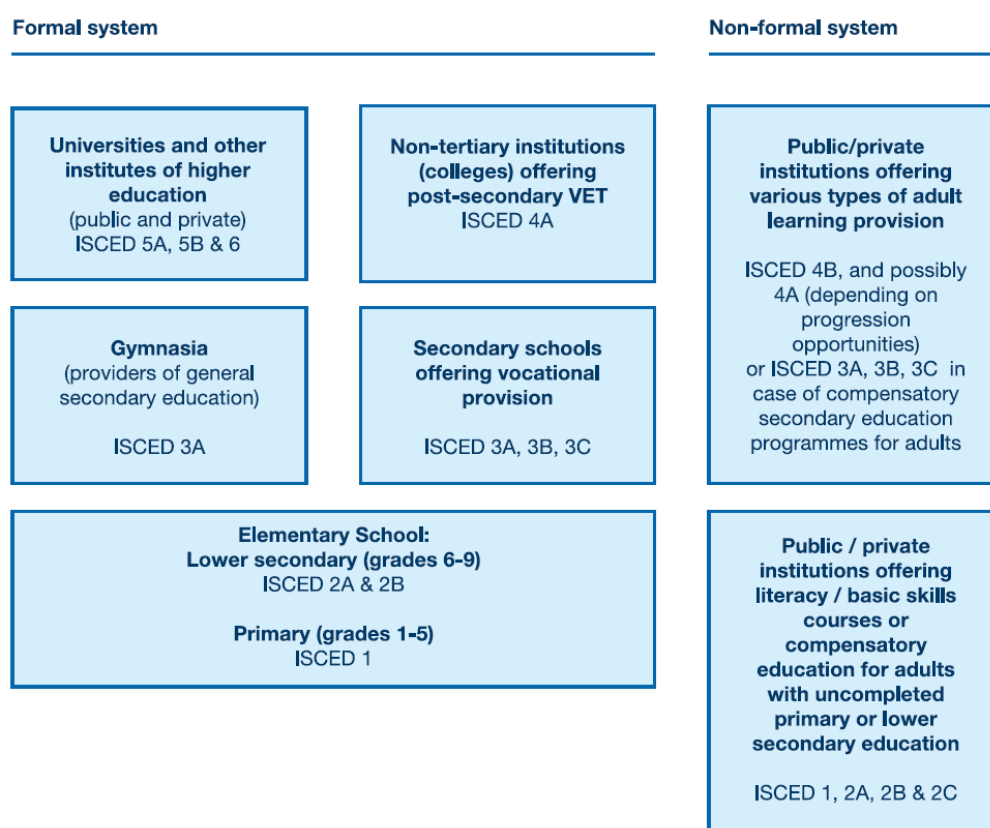 Formal system
Non-formal system
Universities and other
institutes of higher
education
(public and private)
ISCED 5A, 5B & 6
Non-tertiary institutions
(colleges) offering
post-secondary VET
ISCED 4A
Public/private
institutions offering
various types of adult
learning provision
ISCED 4B, and possibly
4A (depending on
progression
opportunities)
or ISCED 3A, 3B, 3C in
case of compensatory
secondary education
programmes for adults
Gymnasia
(providers of general
secondary education)
ISCED 3A
Secondary schools
offering vocational
provision
ISCED 3A, 3B, 3C
Elementary School:
Lower secondary (grades 6-9)
ISCED 2A & 2B
Primary (grades 1-5)
ISCED 1
Public / private
institutions offering
literacy / basic skills
courses or
compensatory
education for adults
with uncompleted
primary or lower
secondary education
ISCED 1, 2A, 2B & 2C